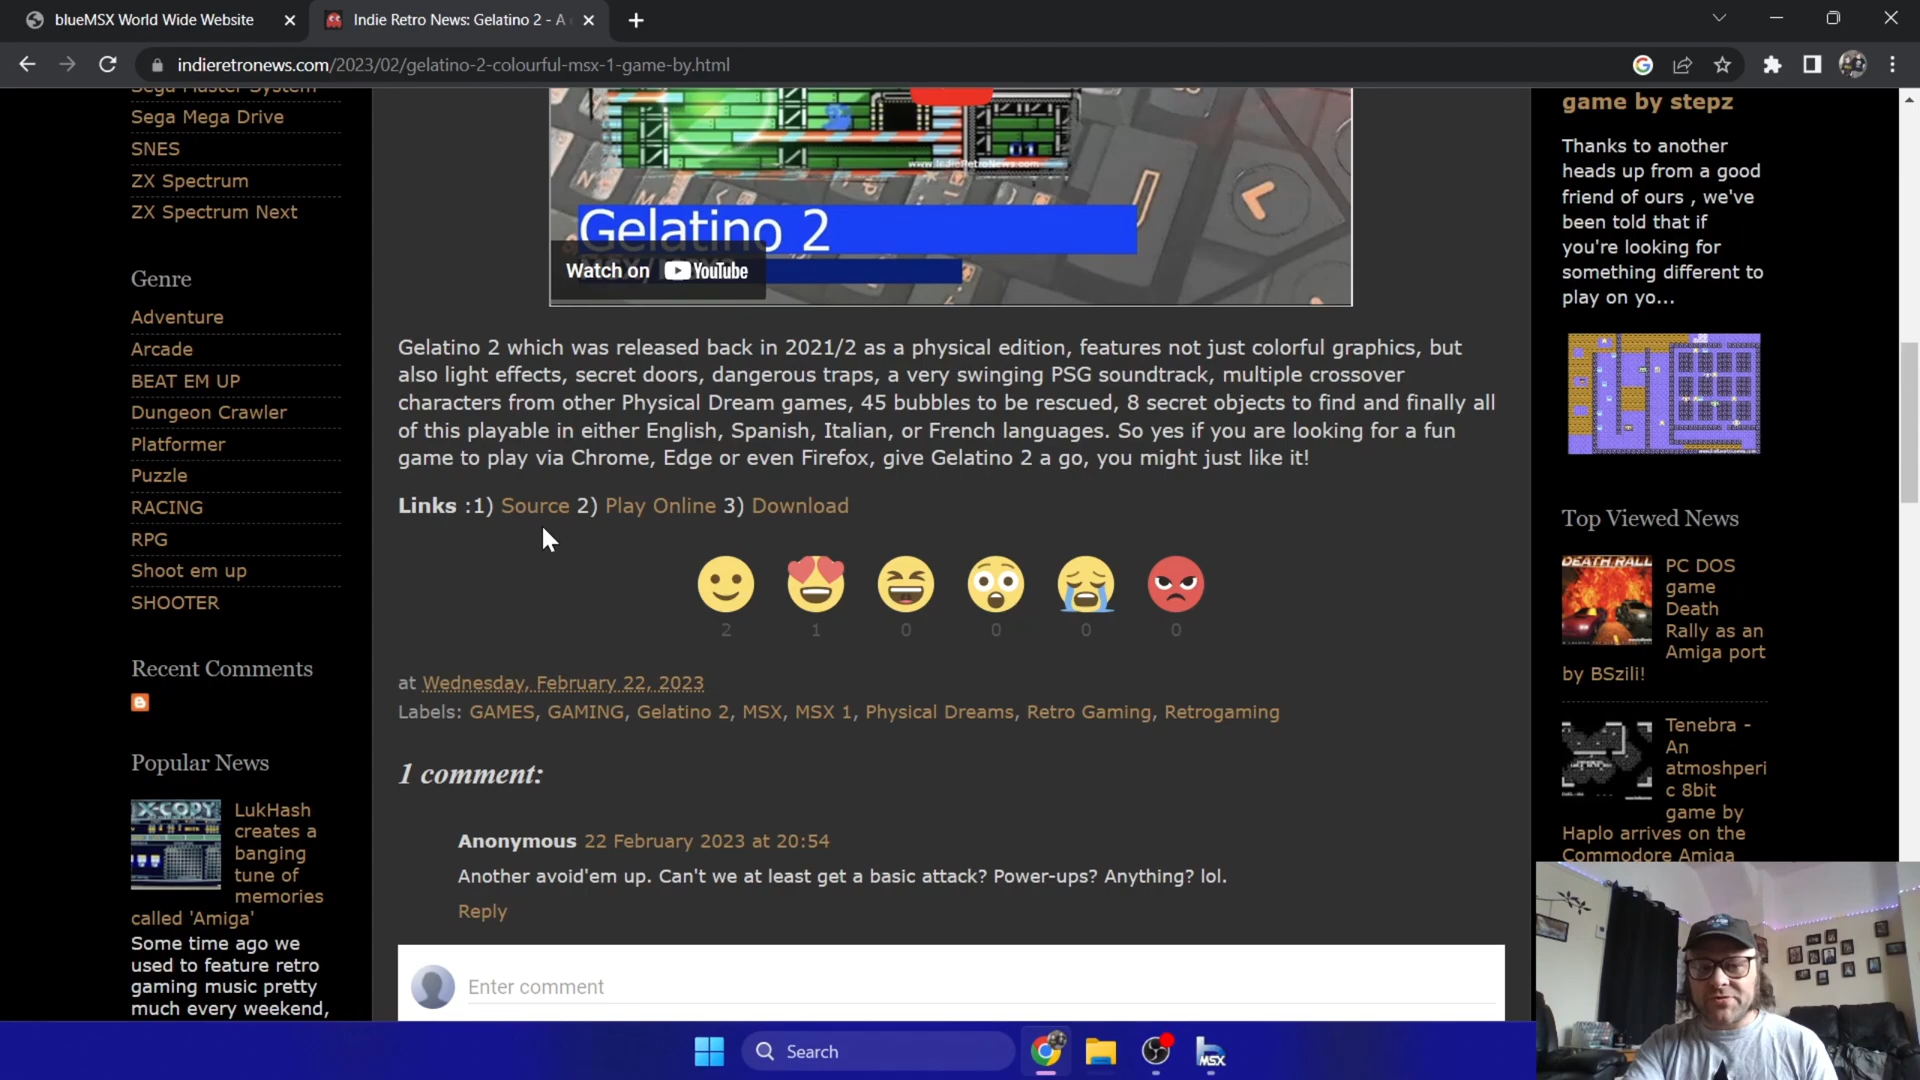 blueMSX World Wide Website
Indie Retro News: Gelatino 2 - A
indieretronews.com/2023/02/gelatino-2-colourful-msx-1-game-by.html
Sega Master System
Sega Mega Drive
SNES
ZX Spectrum
ZX Spectrum Next
Genre
Adventure
Arcade
BEAT EM UP
Dungeon Crawler
Platformer
Puzzle
RACING
RPG
Shoot em up
SHOOTER
Recent Comments
Popular News
X-COPY
LukHash
creates a
banging
tune of
memories
called 'Amiga'
Some time ago we
used to feature retro
gaming music pretty
much every weekend,
www.IndieRetroNews.com
Gelatino 2
Watch on YouTube
Gelatino 2 which was released back in 2021/2 as a physical edition, features not just colorful graphics, but
also light effects, secret doors, dangerous traps, a very swinging PSG soundtrack, multiple crossover
characters from other Physical Dream games, 45 bubbles to be rescued, 8 secret objects to find and finally all
of this playable in either English, Spanish, Italian, or French languages. So yes if you are looking for a fun
game to play via Chrome, Edge or even Firefox, give Gelatino 2 a go, you might just like it!
Links :1) Source 2) Play Online 3) Download
2 1 0 0 0 0
at Wednesday, February 22, 2023
Labels: GAMES, GAMING, Gelatino 2, MSX, MSX 1, Physical Dreams, Retro Gaming, Retrogaming
1 comment:
Anonymous 22 February 2023 at 20:54
Another avoid'em up. Can't we at least get a basic attack? Power-ups? Anything? lol.
Reply
Enter comment
game by stepz
Thanks to another
heads up from a good
friend of ours , we've
been told that if
you're looking for
something different to
play on yo...
Top Viewed News
DEATH RALLY
PC DOS
game
Death
Rally as an
Amiga port
by BSzili!
Tenebra -
An
atmoshperi
c 8bit
game by
Haplo arrives on the
Commodore Amiga
Search
MSX